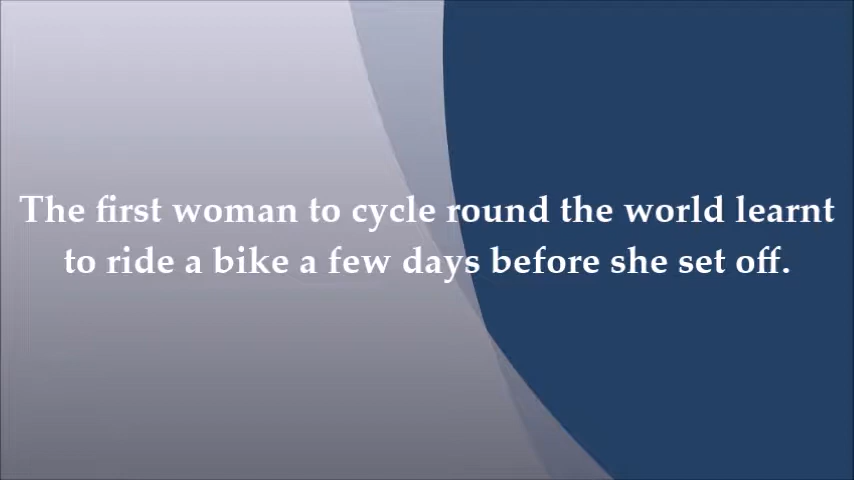 The first woman to cycle round the world learnt
to ride a bike a few days before she set off.